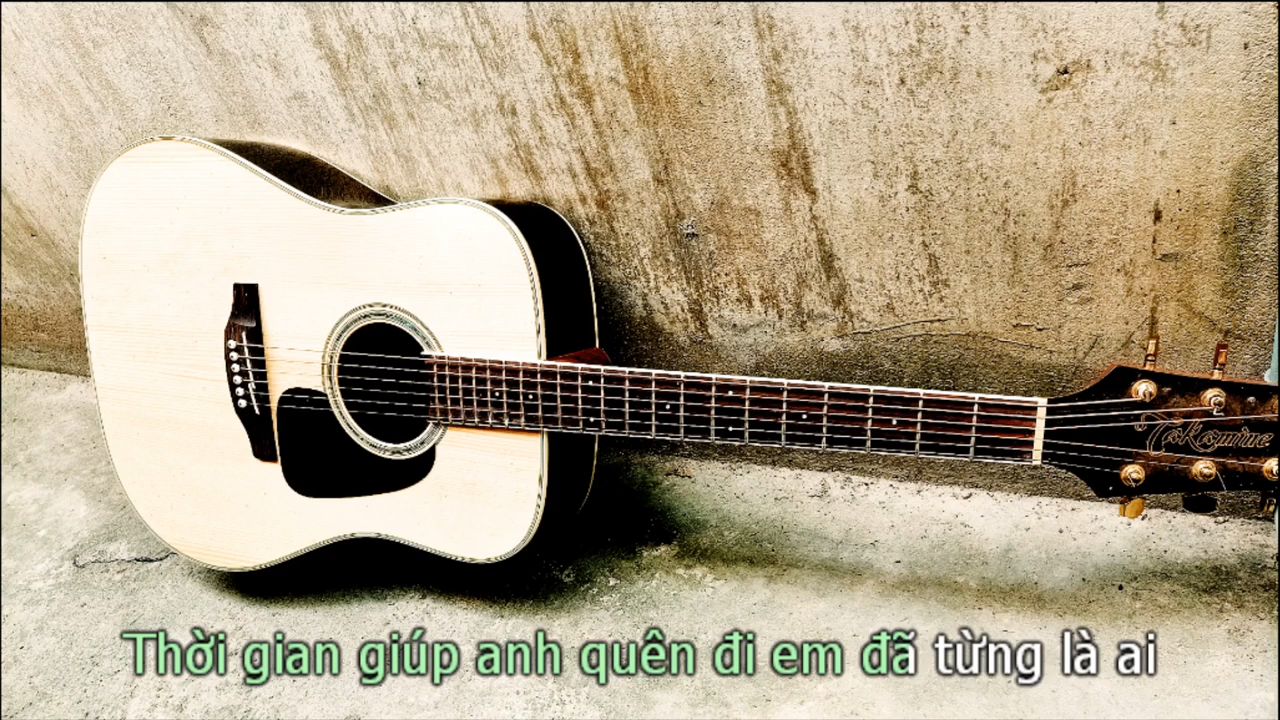 Takamine
Thời gian giúp anh quên đi em đã từng là ai